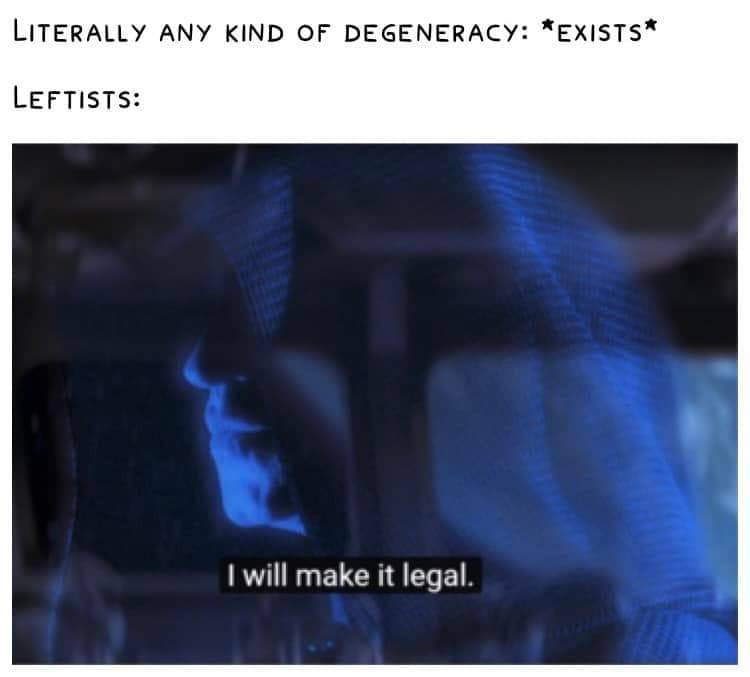 LITERALLY ANY KIND OF DEGENERACY: *EXISTS*
LEFTISTS:
I will make it legal.